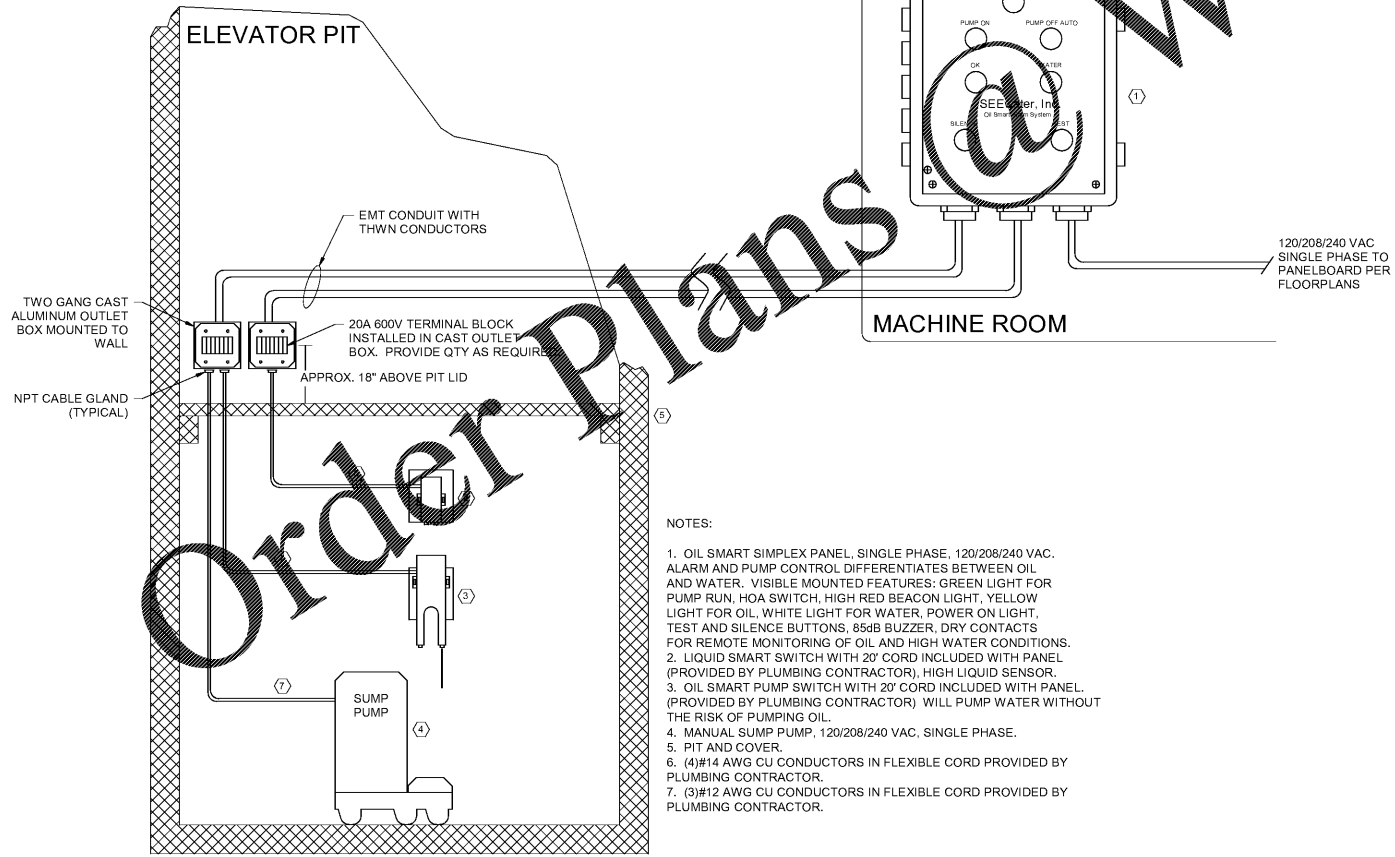 ELEVATOR PIT
PUMP ON
PUMP OFF AUTO
OK
WATER
SEEWater, Inc.
Oil Smart Alarm System
1
EMT CONDUIT WITH
THWN CONDUCTORS
120/208/240 VAC
SINGLE PHASE TO
PANELBOARD PER
FLOORPLANS
TWO GANG CAST
ALUMINUM OUTLET
BOX MOUNTED TO
WALL
20A 600V TERMINAL BLOCK
INSTALLED IN CAST OUTLET
BOX. PROVIDE QTY AS REQUIRED.
MACHINE ROOM
APPROX. 18" ABOVE PIT LID
NPT CABLE GLAND
(TYPICAL)
5
3
7
SUMP
PUMP
4
NOTES:
1. OIL SMART SIMPLEX PANEL, SINGLE PHASE, 120/208/240 VAC.
ALARM AND PUMP CONTROL DIFFERENTIATES BETWEEN OIL
AND WATER. VISIBLE MOUNTED FEATURES: GREEN LIGHT FOR
PUMP RUN, HOA SWITCH, HIGH RED BEACON LIGHT, YELLOW
LIGHT FOR OIL, WHITE LIGHT FOR WATER, POWER ON LIGHT,
TEST AND SILENCE BUTTONS, 85dB BUZZER, DRY CONTACTS
FOR REMOTE MONITORING OF OIL AND HIGH WATER CONDITIONS.
2. LIQUID SMART SWITCH WITH 20' CORD INCLUDED WITH PANEL
(PROVIDED BY PLUMBING CONTRACTOR), HIGH LIQUID SENSOR.
3. OIL SMART PUMP SWITCH WITH 20' CORD INCLUDED WITH PANEL.
(PROVIDED BY PLUMBING CONTRACTOR) WILL PUMP WATER WITHOUT
THE RISK OF PUMPING OIL.
4. MANUAL SUMP PUMP, 120/208/240 VAC, SINGLE PHASE.
5. PIT AND COVER.
6. (4)#14 AWG CU CONDUCTORS IN FLEXIBLE CORD PROVIDED BY
PLUMBING CONTRACTOR.
7. (3)#12 AWG CU CONDUCTORS IN FLEXIBLE CORD PROVIDED BY
PLUMBING CONTRACTOR.
Order Plans @ W